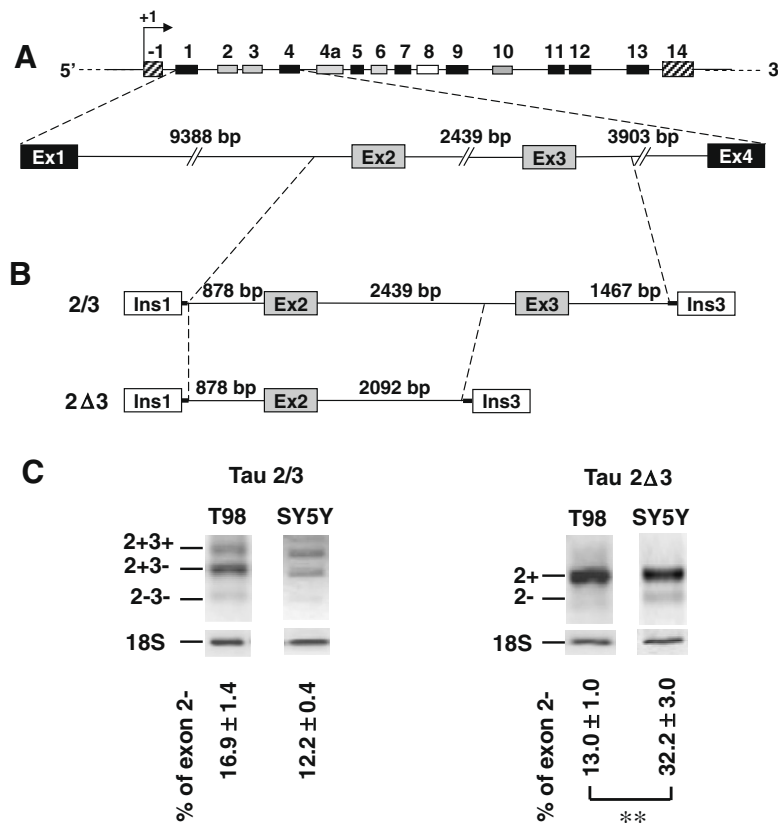 +1
-1 1 2 3 4 4a 5 6 7 8 9 10 11 12 13 14
A 5' 3
9388 bp 2439 bp 3903 bp
Ex1 Ex2 Ex3 Ex4
B
878 bp 2439 bp 1467 bp
2/3 Ins1 Ex2 Ex3 Ins3
878 bp 2092 bp
2Δ3 Ins1 Ex2 Ins3
C
Tau 2/3 Tau 2Δ3
T98 SY5Y T98 SY5Y
2+3+
2+3- 2+
2-3- 2-
18S 18S
% of exon 2- 16.9 ± 1.4 12.2 ± 0.4 % of exon 2- 13.0 ± 1.0 32.2 ± 3.0
**